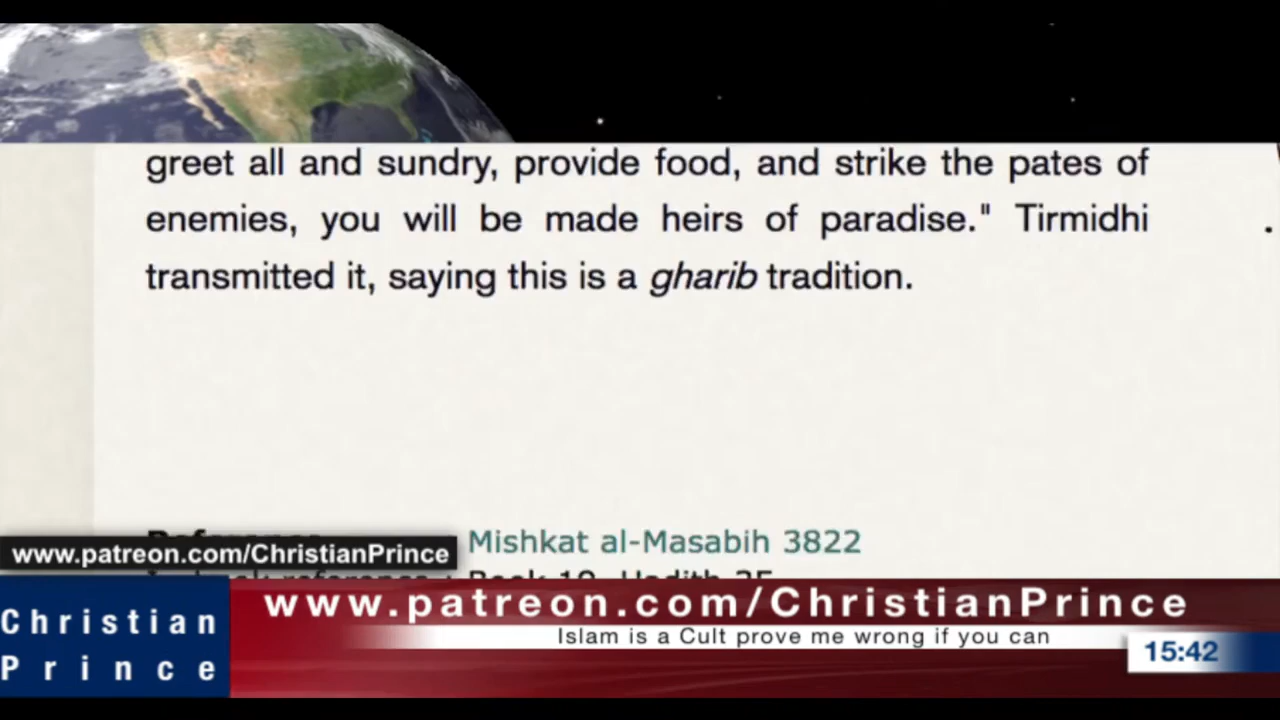 greet all and sundry, provide food, and strike the pates of
enemies, you will be made heirs of paradise." Tirmidhi
transmitted it, saying this is a gharib tradition.
Mishkat al-Masabih 3822
www.patreon.com/ChristianPrince
Christian
Prince
www.patreon.com/ChristianPrince
Islam is a Cult prove me wrong if you can
15:42